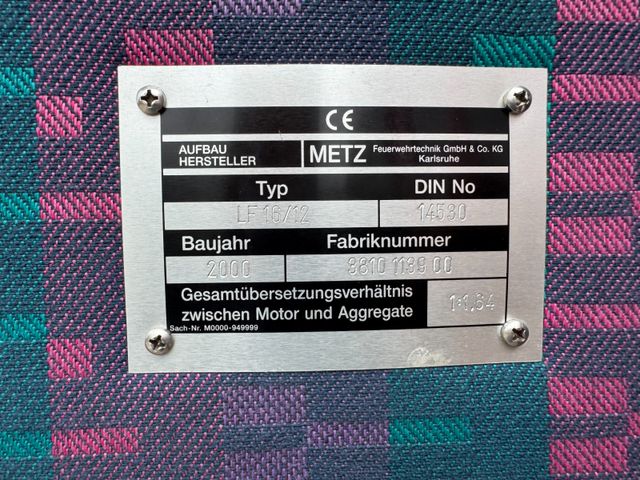 CE
AUFBAU HERSTELLER
METZ Feuerwehrtechnik GmbH & Co. KG Karlsruhe
Typ DIN No
LF 16/12 14530
Baujahr Fabriknummer
2000 3810 1139 00
Gesamtübersetzungsverhältnis
zwischen Motor und Aggregate 1:1,64
Sach-Nr. M0000-949999